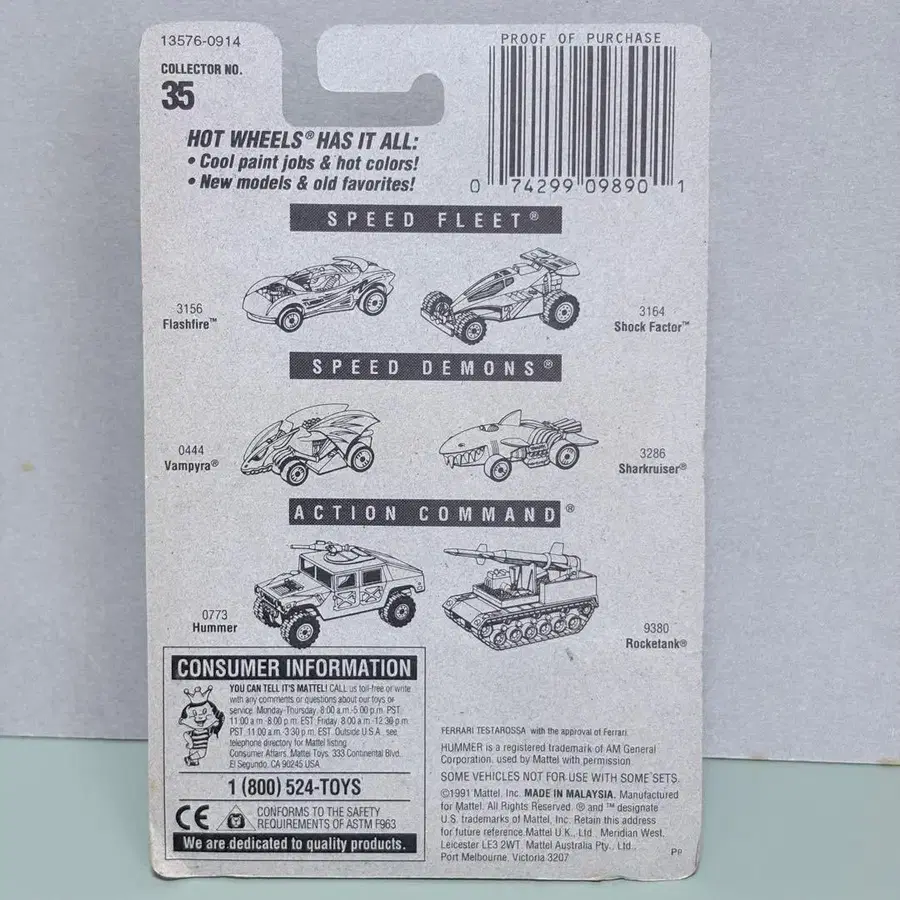 13576-0914
COLLECTOR NO.
35
PROOF OF PURCHASE
0 74299 09890 1
HOT WHEELS® HAS IT ALL:
• Cool paint jobs & hot colors!
• New models & old favorites!
SPEED FLEET®
3156
Flashfire™
3164
Shock Factor™
SPEED DEMONS®
0444
Vampyra®
3286
Sharkruiser®
ACTION COMMAND®
0773
Hummer
9380
Rocketank®
CONSUMER INFORMATION
YOU CAN TELL IT'S MATTEL! CALL us toll-free or write
with any comments or questions about our toys or
service. Monday-Thursday, 8:00 a.m.-5:00 p.m. PST,
11:00 a.m.-8:00 p.m. EST. Friday, 8:00 a.m.-12:30 p.m.
PST, 11:00 a.m.-3:30 p.m. EST. Outside U.S.A. see
telephone directory for Mattel listing.
Consumer Affairs, Mattel Toys, 333 Continental Blvd.,
El Segundo, CA 90245 USA
1 (800) 524-TOYS
CE
CONFORMS TO THE SAFETY
REQUIREMENTS OF ASTM F963
We are dedicated to quality products.
FERRARI TESTAROSSA with the approval of Ferrari.
HUMMER is a registered trademark of AM General
Corporation, used by Mattel with permission
SOME VEHICLES NOT FOR USE WITH SOME SETS.
©1991 Mattel, Inc. MADE IN MALAYSIA. Manufactured
for Mattel. All Rights Reserved. ® and ™ designate
U.S. trademarks of Mattel, Inc. Retain this address
for future reference.Mattel U.K., Ltd., Meridian West,
Leicester LE3 2WT. Mattel Australia Pty., Ltd.,
Port Melbourne, Victoria 3207
PP